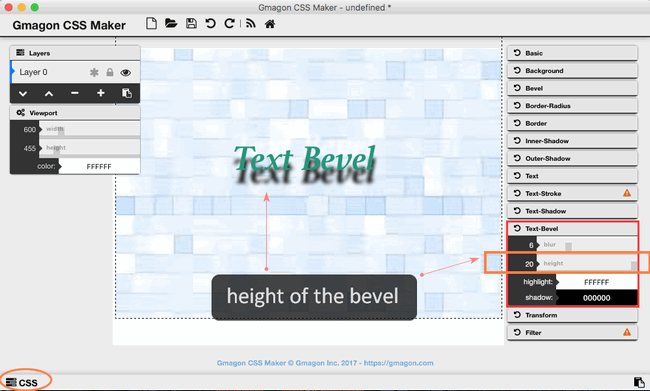 Gmagon CSS Maker - undefined *
Gmagon CSS Maker
Layers
Layer 0
Viewport
600 width
455 height
color: FFFFFF
Text Bevel
height of the bevel
Basic
Background
Bevel
Border-Radius
Border
Inner-Shadow
Outer-Shadow
Text
Text-Stroke
Text-Shadow
Text-Bevel
6 blur
20 height
highlight: FFFFFF
shadow: 000000
Transform
Filter
Gmagon CSS Maker © Gmagon Inc. 2017 - https://gmagon.com
CSS